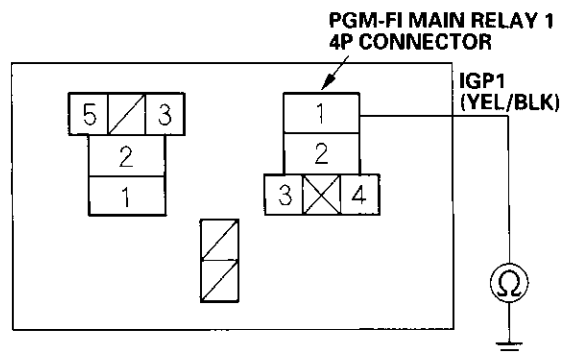 PGM-FI MAIN RELAY 1
4P CONNECTOR
IGP1
(YEL/BLK)
5 3
2
1
1
2
3 4
Ω